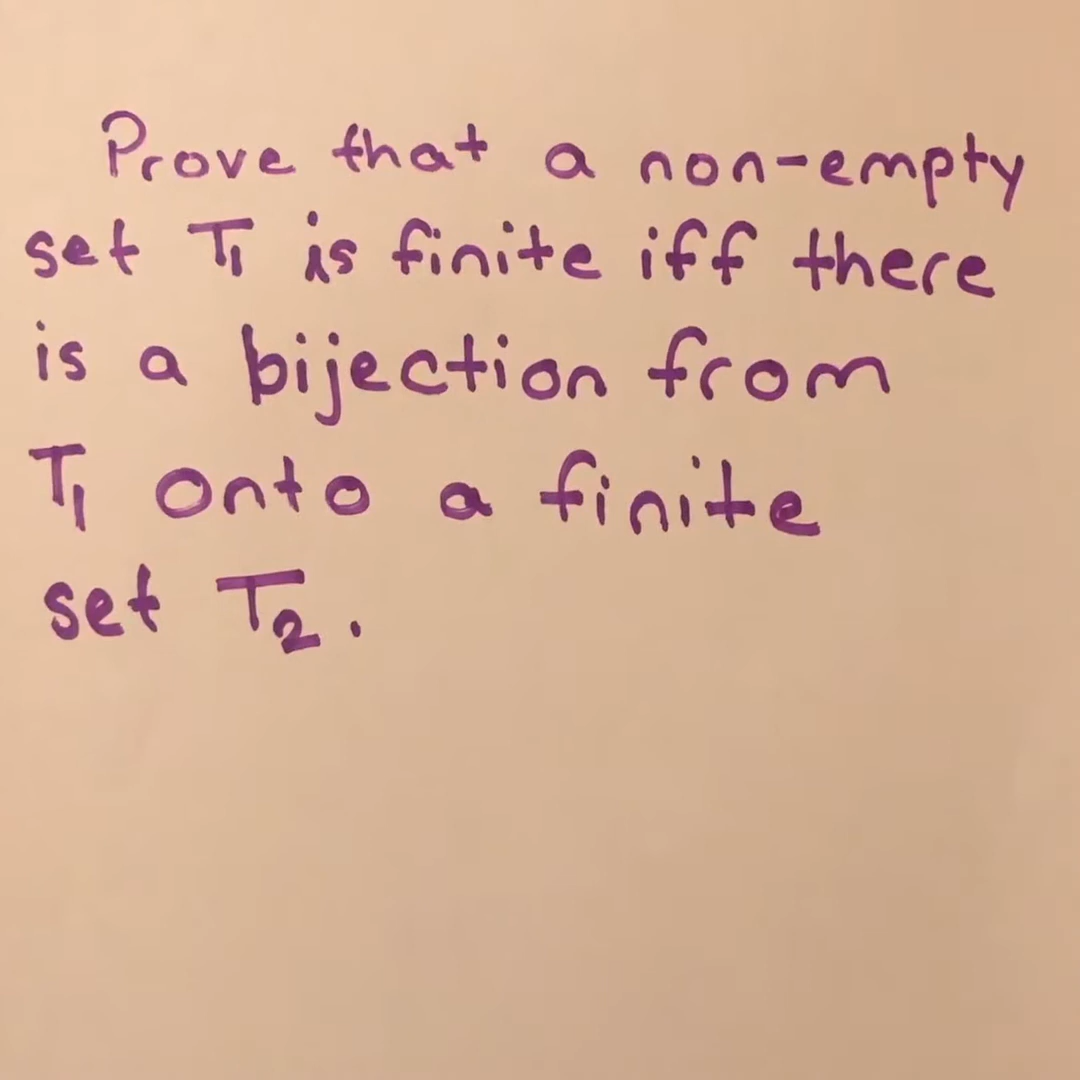 Prove that a non-empty
set T₁ is finite iff there
is a bijection from
T₁ onto a finite
set T₂.